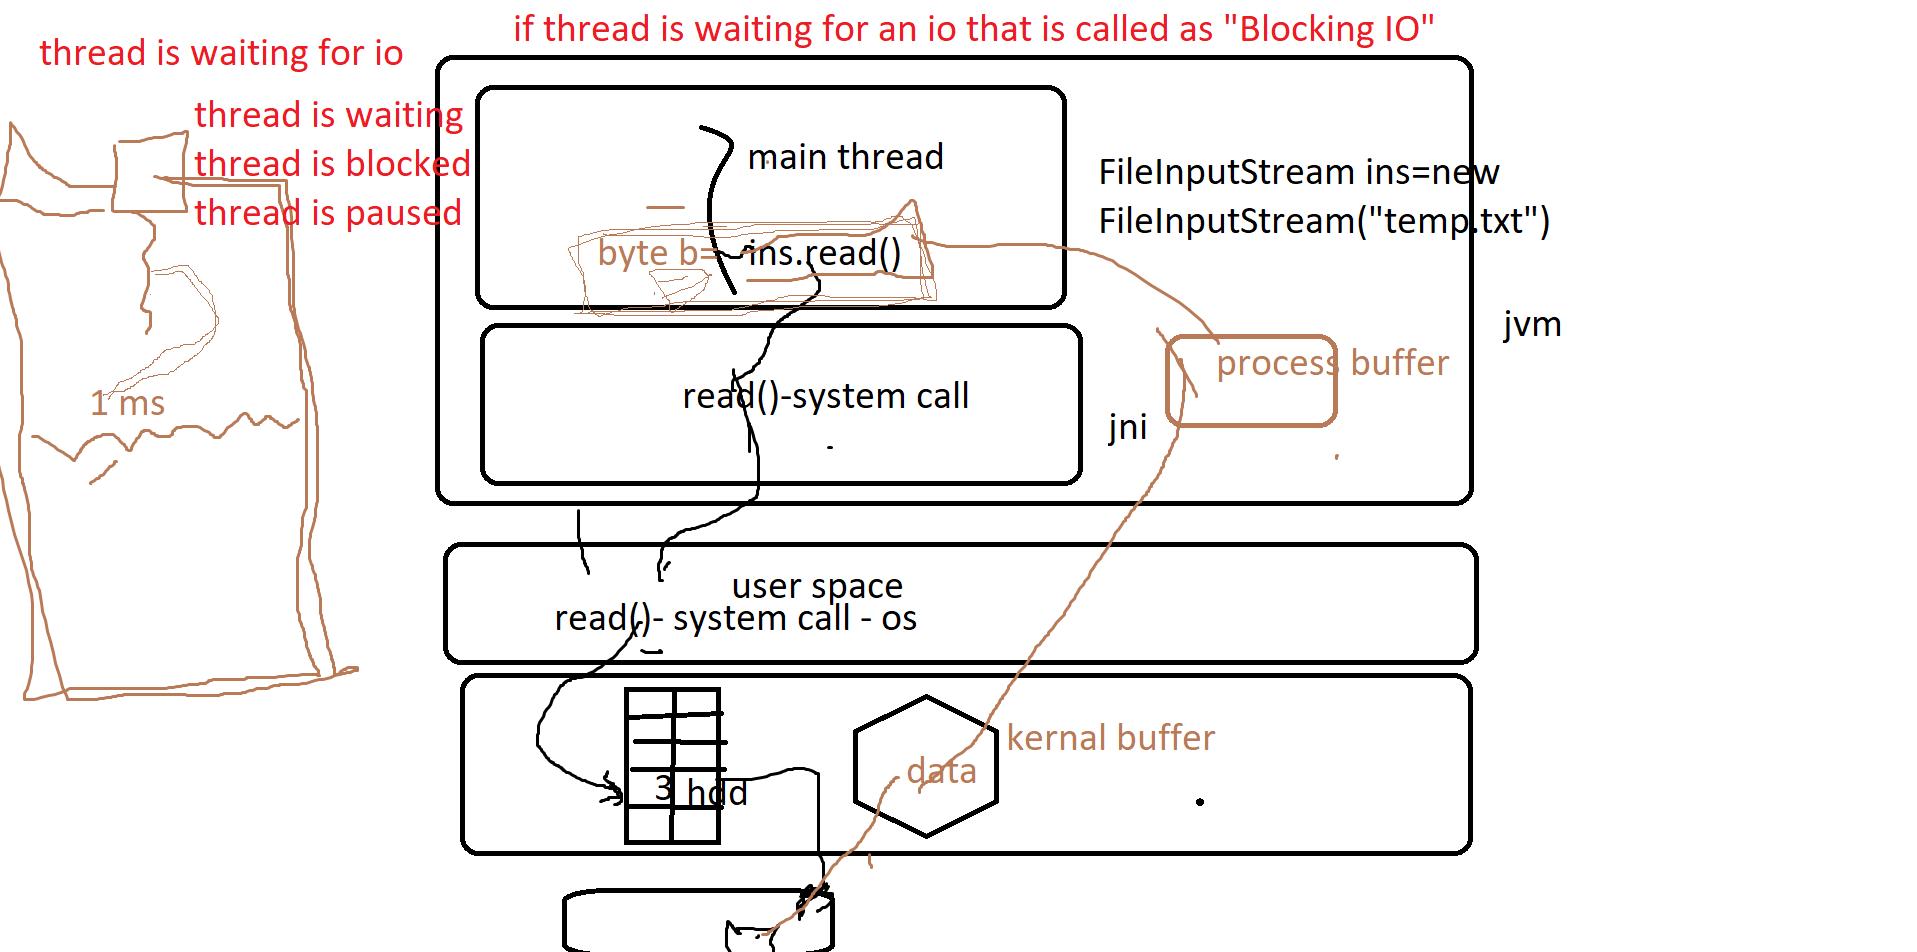 if thread is waiting for an io that is called as "Blocking IO"
thread is waiting for io
thread is waiting
thread is blocked
thread is paused
main thread
FileInputStream ins=new
FileInputStream("temp.txt")
byte b= ins.read()
jvm
process buffer
read()-system call
jni
1 ms
user space
read()- system call - os
kernal buffer
data
3 hdd